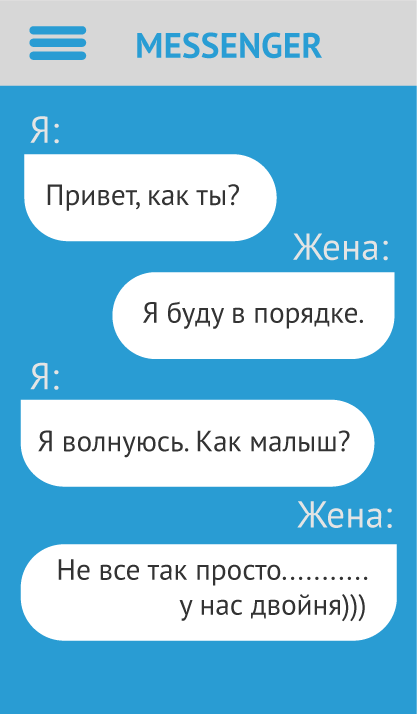 MESSENGER
Я:
Привет, как ты?
Жена:
Я буду в порядке.
Я:
Я волнуюсь. Как малыш?
Жена:
Не все так просто...........
у нас двойня)))